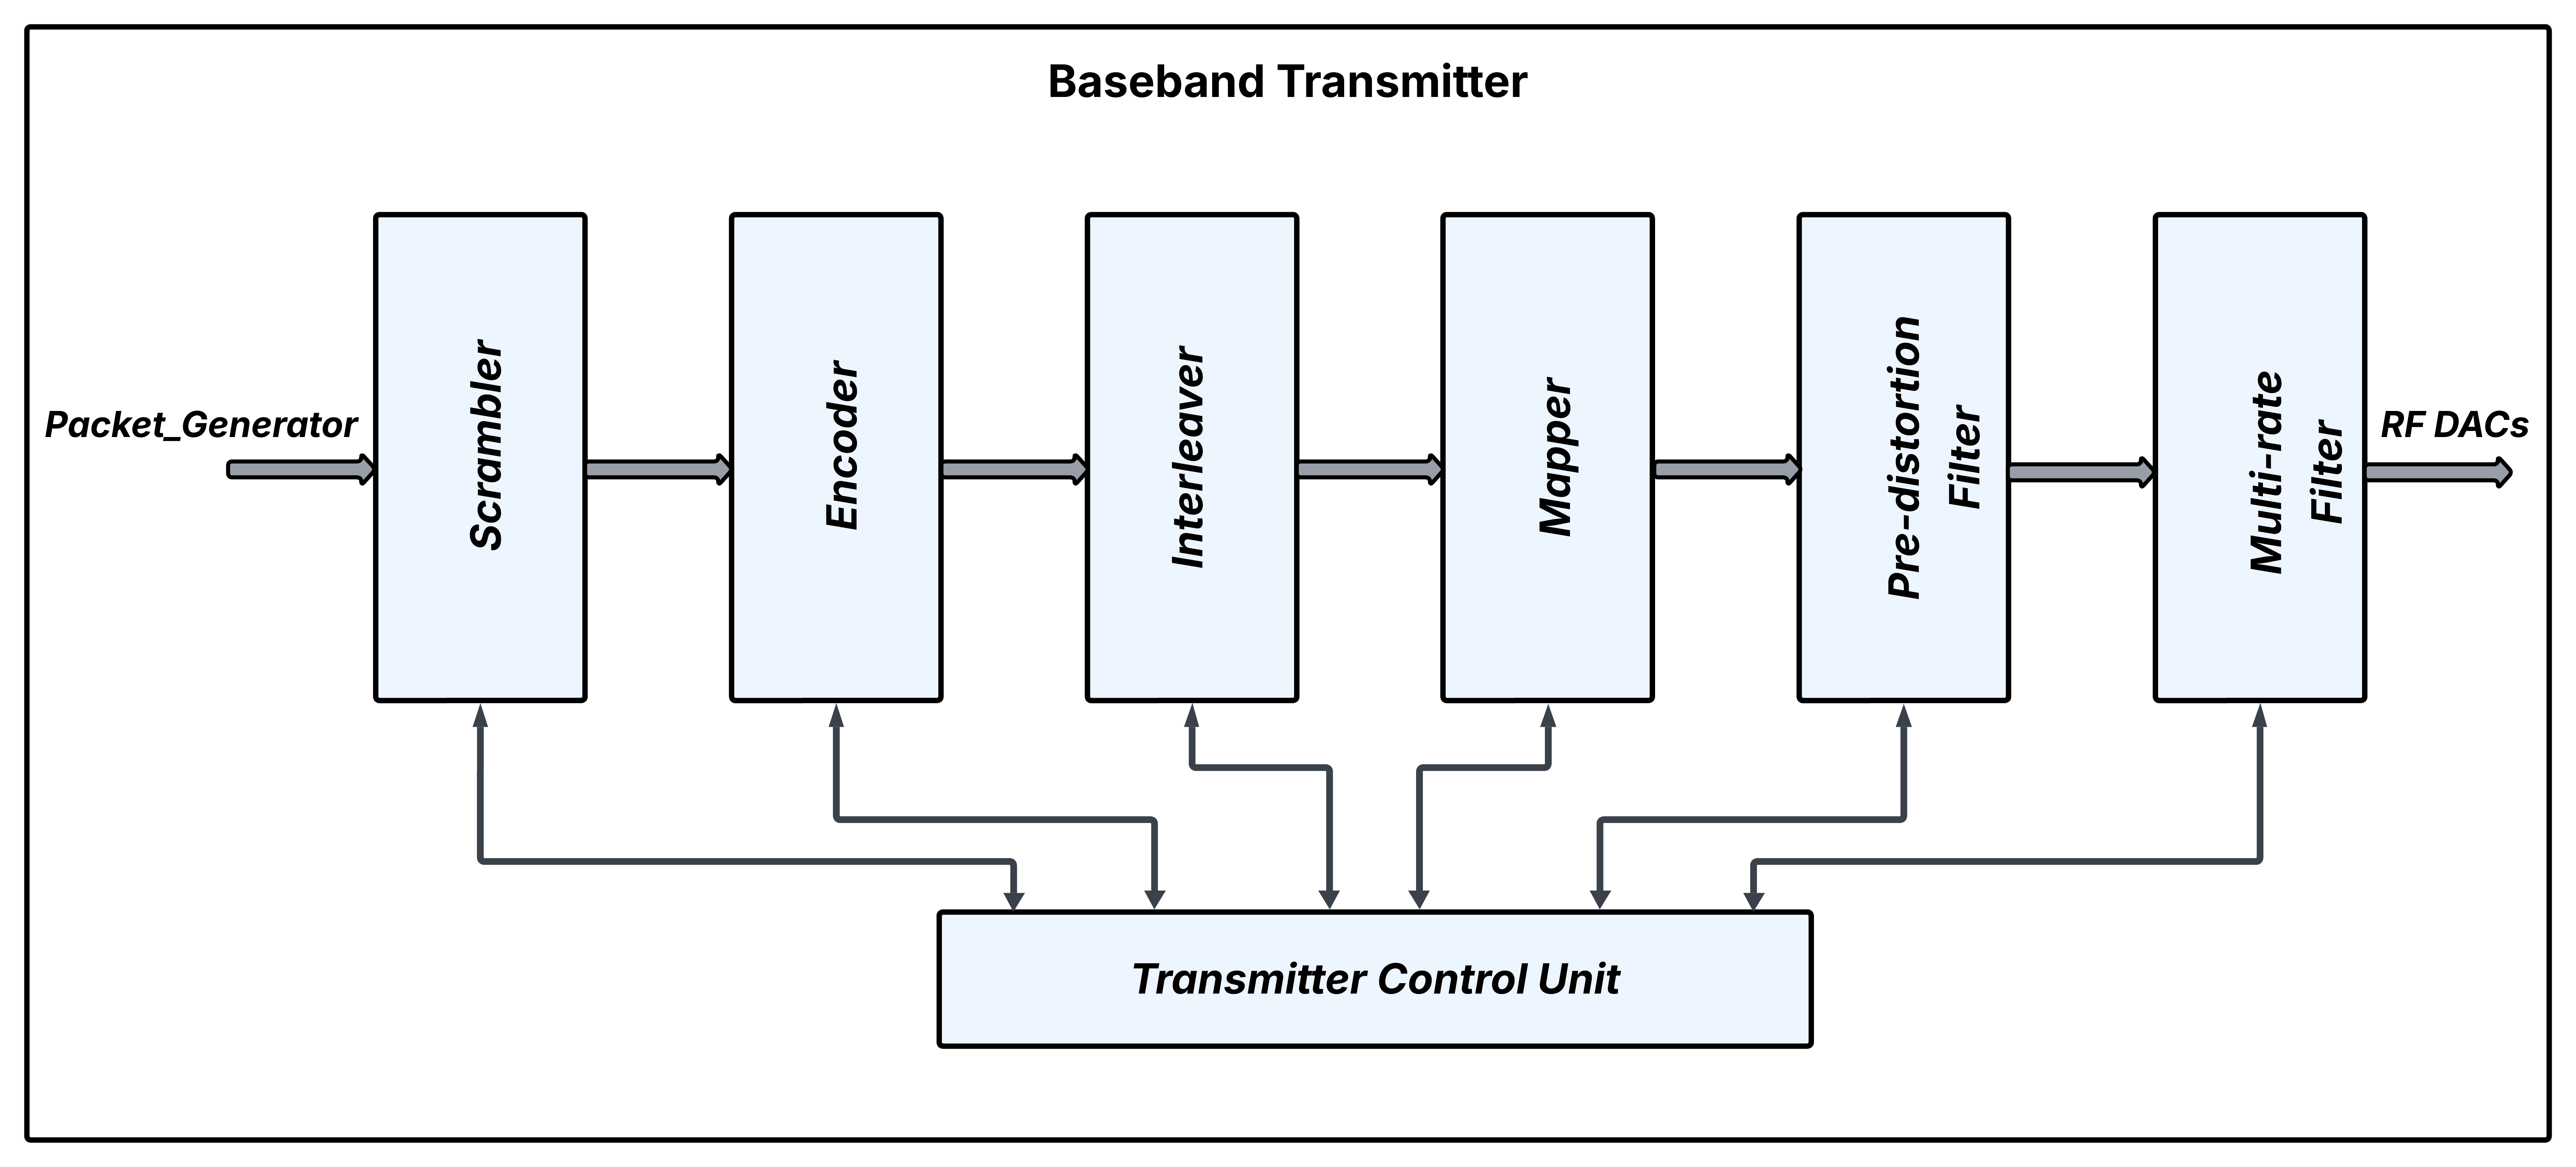 Baseband Transmitter
Packet_Generator
Scrambler
Encoder
Interleaver
Mapper
Pre-distortion
Filter
Multi-rate
Filter
RF DACs
Transmitter Control Unit